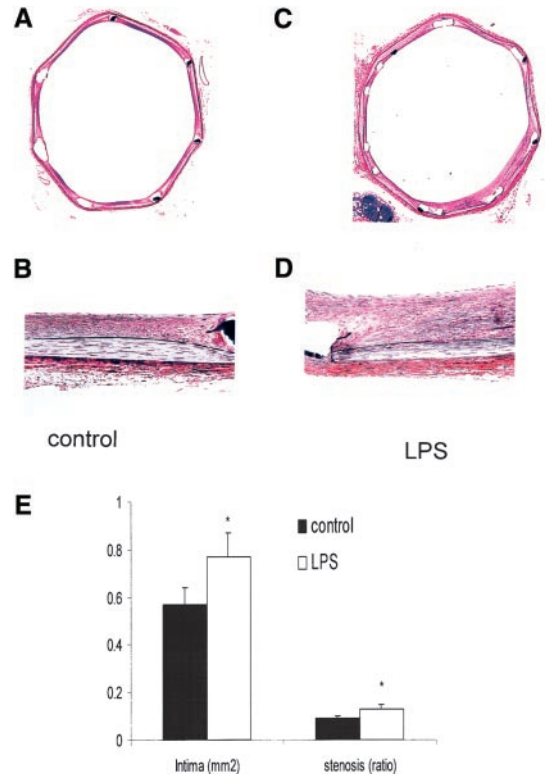 A
C
B
D
control
LPS
E
1
0.8
0.6
0.4
0.2
0
*
*
control
LPS
Intima (mm2)
stenosis (ratio)